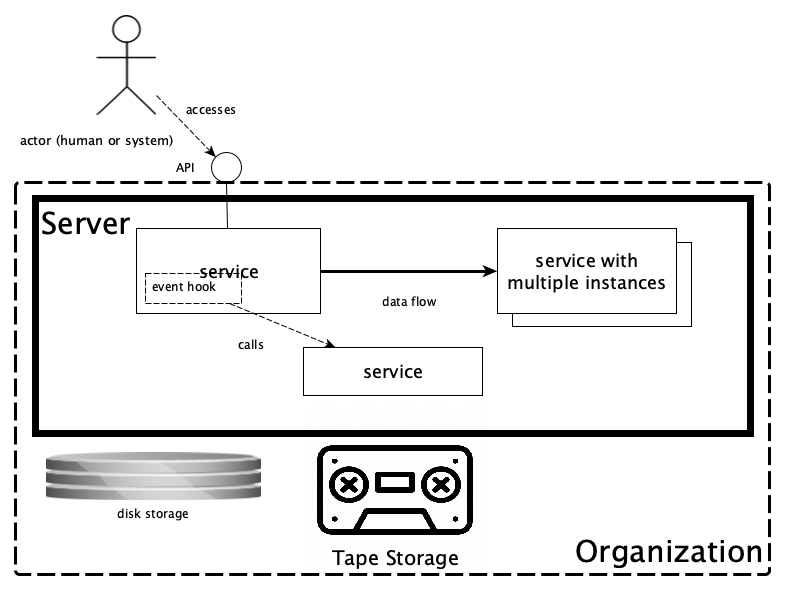 accesses
actor (human or system)
API
Server
service
event hook
service with
multiple instances
data flow
calls
service
disk storage
Tape Storage
Organization